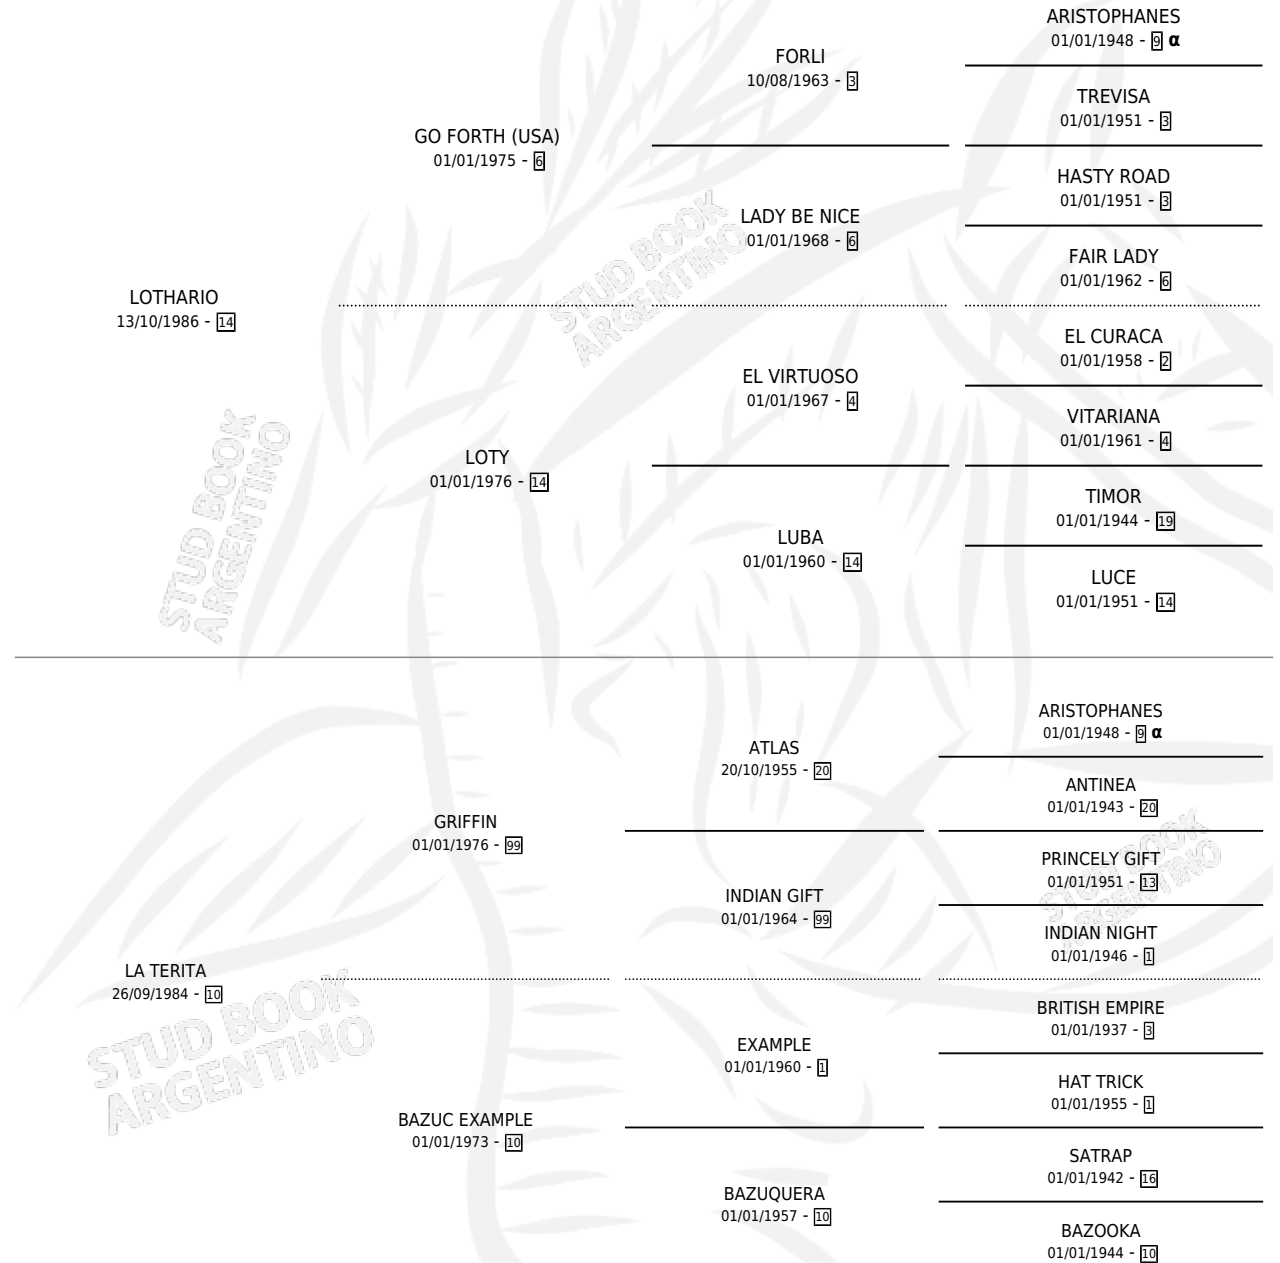 ARISTOPHANES
01/01/1948 - 9 α
FORLI
10/08/1963 - 3
TREVISA
01/01/1951 - 3
GO FORTH (USA)
01/01/1975 - 6
HASTY ROAD
01/01/1951 - 3
LADY BE NICE
01/01/1968 - 6
FAIR LADY
01/01/1962 - 6
STUD BOOK
ARGENTINO
LOTHARIO
13/10/1986 - 14
EL CURACA
01/01/1958 - 2
EL VIRTUOSO
01/01/1967 - 4
VITARIANA
01/01/1961 - 4
LOTY
01/01/1976 - 14
TIMOR
01/01/1944 - 19
LUBA
01/01/1960 - 14
LUCE
01/01/1951 - 14
STUD BOOK
ARGENTINO
ARISTOPHANES
01/01/1948 - 9 α
ATLAS
20/10/1955 - 20
ANTINEA
01/01/1943 - 20
GRIFFIN
01/01/1976 - 99
PRINCELY GIFT
01/01/1951 - 13
INDIAN GIFT
01/01/1964 - 99
INDIAN NIGHT
01/01/1946 - 1
STUD BOOK
ARGENTINO
LA TERITA
26/09/1984 - 10
BRITISH EMPIRE
01/01/1937 - 3
EXAMPLE
01/01/1960 - 1
HAT TRICK
01/01/1955 - 1
BAZUC EXAMPLE
01/01/1973 - 10
SATRAP
01/01/1942 - 16
BAZUQUERA
01/01/1957 - 10
BAZOOKA
01/01/1944 - 10
STUD BOOK
ARGENTINO